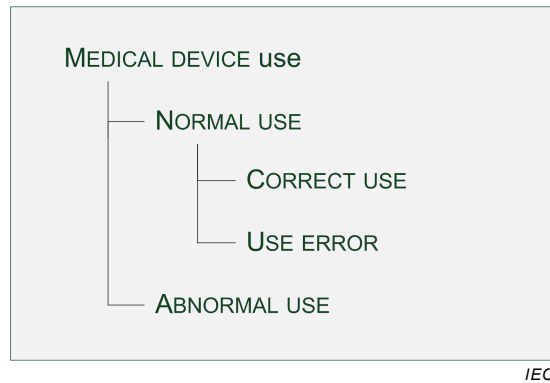 MEDICAL DEVICE use
NORMAL USE
CORRECT USE
USE ERROR
ABNORMAL USE
IEC